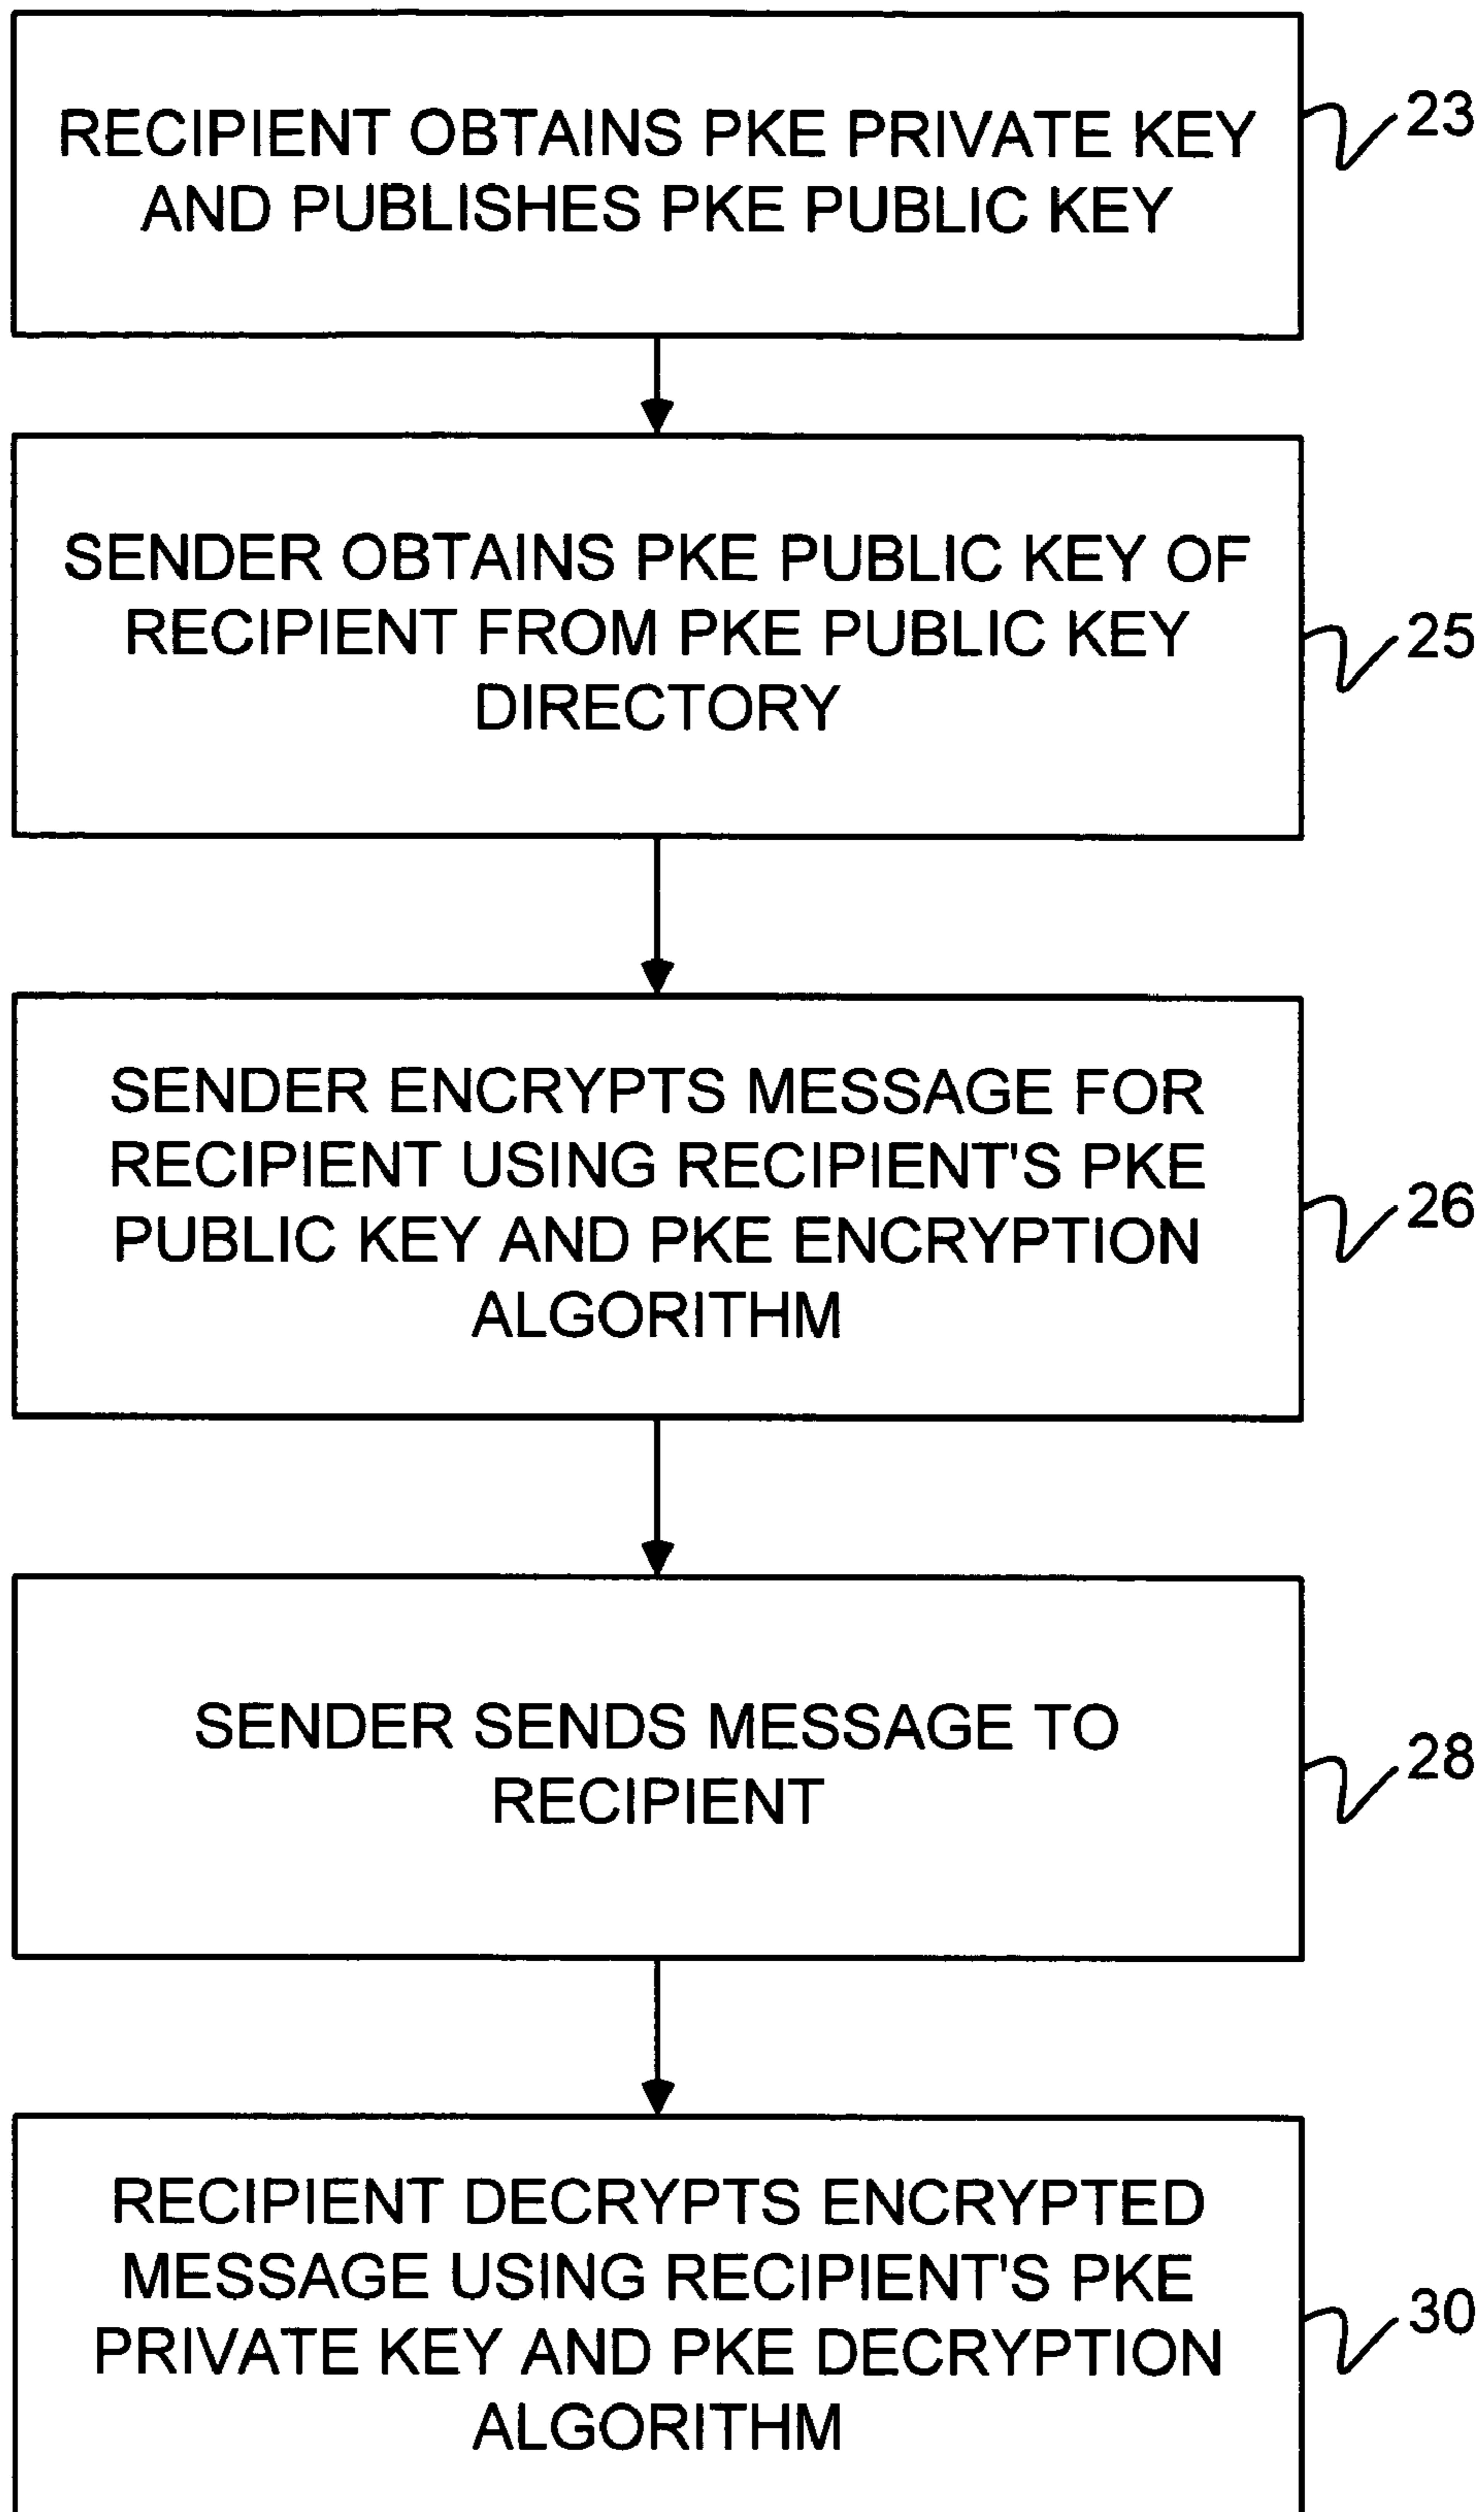 RECIPIENT OBTAINS PKE PRIVATE KEY
AND PUBLISHES PKE PUBLIC KEY
23
SENDER OBTAINS PKE PUBLIC KEY OF
RECIPIENT FROM PKE PUBLIC KEY
DIRECTORY
25
SENDER ENCRYPTS MESSAGE FOR
RECIPIENT USING RECIPIENT'S PKE
PUBLIC KEY AND PKE ENCRYPTION
ALGORITHM
26
SENDER SENDS MESSAGE TO
RECIPIENT
28
RECIPIENT DECRYPTS ENCRYPTED
MESSAGE USING RECIPIENT'S PKE
PRIVATE KEY AND PKE DECRYPTION
ALGORITHM
30